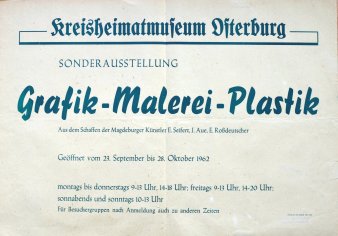 Kreisheimatmuseum Osterburg
SONDERAUSSTELLUNG
Grafik-Malerei-Plastik
Aus dem Schaffen der Magdeburger Künstler E. Seifert, J. Aue, E. Roßdeutscher
Geöffnet vom 23. September bis 28. Oktober 1962
montags bis donnerstags 9-13 Uhr, 14-18 Uhr; freitags 9-13 Uhr, 14-20 Uhr;
sonnabends und sonntags 10-13 Uhr
Für Besuchergruppen nach Anmeldung auch zu anderen Zeiten